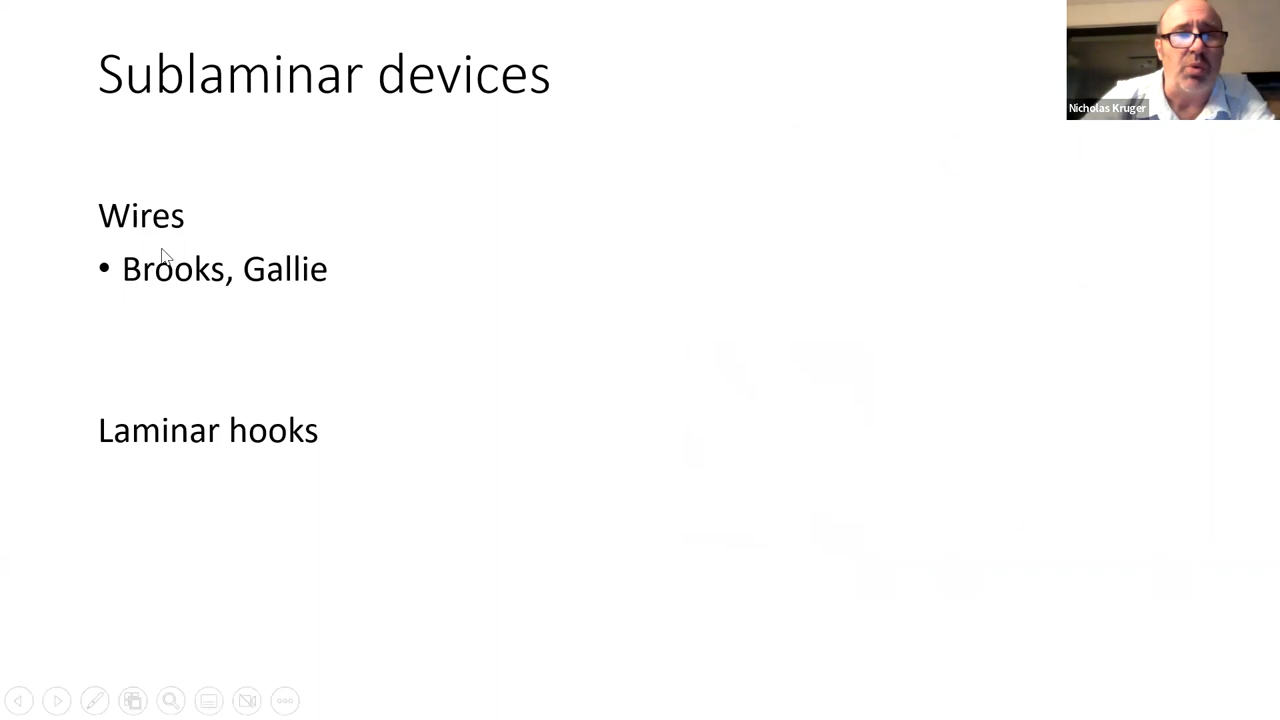 Sublaminar devices
Nicholas Kruger
Wires
• Brooks, Gallie
Laminar hooks